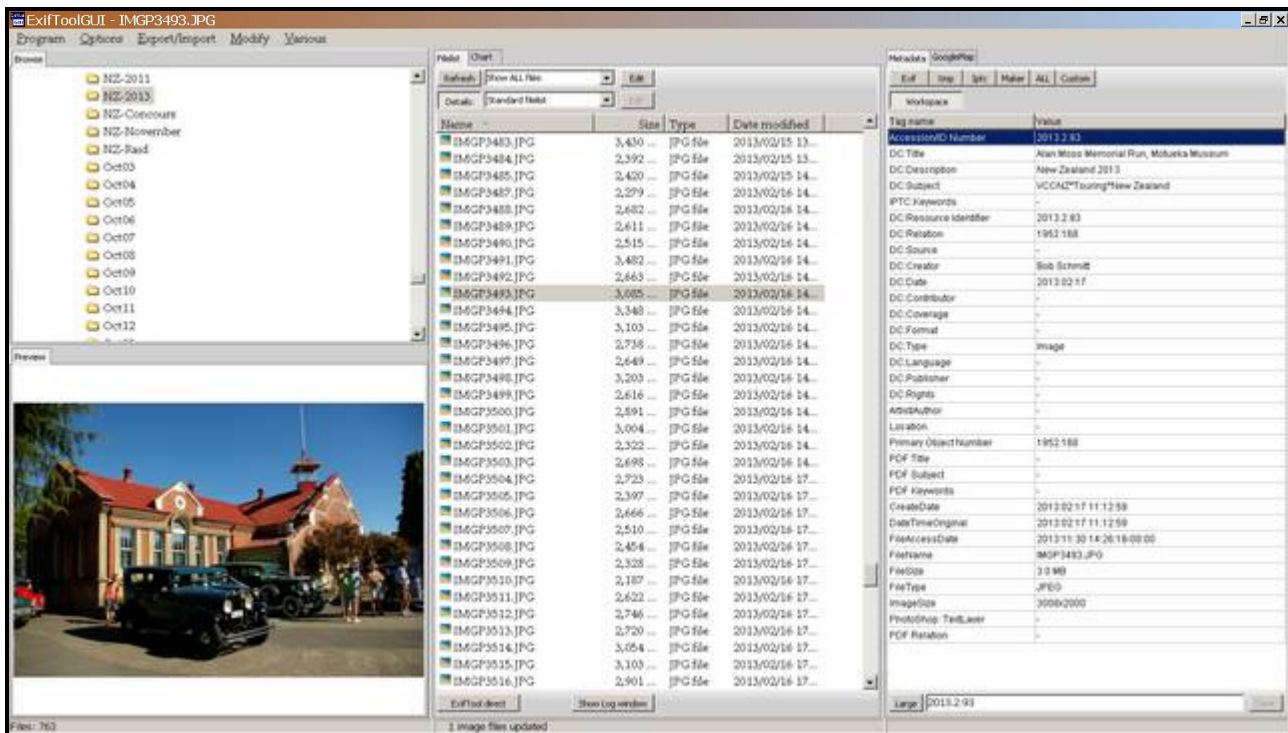 ExifToolGUI - IMGP3493.JPG
Program Options Export/Import Modify Various
Browse
NZ-2011
NZ-2013
NZ-Concours
NZ-November
NZ-Raid
Oct03
Oct04
Oct05
Oct06
Oct07
Oct08
Oct09
Oct10
Oct11
Oct12
Preview
Files: 763
Filelist Chart
Refresh Show ALL files Edit
Details: Standard filelist
Name Size Type Date modified
IMGP3483.JPG 3,430 ... JPG file 2013/02/15 13...
IMGP3484.JPG 2,392 ... JPG file 2013/02/15 13...
IMGP3485.JPG 2,420 ... JPG file 2013/02/15 14...
IMGP3487.JPG 2,279 ... JPG file 2013/02/16 14...
IMGP3488.JPG 2,682 ... JPG file 2013/02/16 14...
IMGP3489.JPG 2,611 ... JPG file 2013/02/16 14...
IMGP3490.JPG 2,515 ... JPG file 2013/02/16 14...
IMGP3491.JPG 3,482 ... JPG file 2013/02/16 14...
IMGP3492.JPG 2,663 ... JPG file 2013/02/16 14...
IMGP3493.JPG 3,085 ... JPG file 2013/02/16 14...
IMGP3494.JPG 3,348 ... JPG file 2013/02/16 14...
IMGP3495.JPG 3,103 ... JPG file 2013/02/16 14...
IMGP3496.JPG 2,738 ... JPG file 2013/02/16 14...
IMGP3497.JPG 2,649 ... JPG file 2013/02/16 14...
IMGP3498.JPG 3,203 ... JPG file 2013/02/16 14...
IMGP3499.JPG 2,616 ... JPG file 2013/02/16 14...
IMGP3500.JPG 2,891 ... JPG file 2013/02/16 14...
IMGP3501.JPG 3,004 ... JPG file 2013/02/16 14...
IMGP3502.JPG 2,322 ... JPG file 2013/02/16 14...
IMGP3503.JPG 2,698 ... JPG file 2013/02/16 14...
IMGP3504.JPG 2,723 ... JPG file 2013/02/16 17...
IMGP3505.JPG 2,397 ... JPG file 2013/02/16 17...
IMGP3506.JPG 2,666 ... JPG file 2013/02/16 17...
IMGP3507.JPG 2,510 ... JPG file 2013/02/16 17...
IMGP3508.JPG 2,454 ... JPG file 2013/02/16 17...
IMGP3509.JPG 2,328 ... JPG file 2013/02/16 17...
IMGP3510.JPG 2,187 ... JPG file 2013/02/16 17...
IMGP3511.JPG 2,622 ... JPG file 2013/02/16 17...
IMGP3512.JPG 2,746 ... JPG file 2013/02/16 17...
IMGP3513.JPG 2,720 ... JPG file 2013/02/16 17...
IMGP3514.JPG 3,054 ... JPG file 2013/02/16 17...
IMGP3515.JPG 3,103 ... JPG file 2013/02/16 17...
IMGP3516.JPG 2,901 ... JPG file 2013/02/16 17...
ExifTool direct Show Log window
1 image files updated
Metadata GoogleMap
Exif Xmp Iptc Maker ALL Custom
Workspace
Tag name Value
AccessionID Number 2013.2.93
DC:Title Alan Moss Memorial Run, Motueka Museum
DC:Description New Zealand 2013
DC:Subject VCCNZ*Touring*New Zealand
IPTC:Keywords -
DC:Resource Identifier 2013.2.93
DC:Relation 1952.188
DC:Source -
DC:Creator Bob Schmitt
DC:Date 2013:02:17
DC:Contributor -
DC:Coverage -
DC:Format -
DC:Type Image
DC:Language -
DC:Publisher -
DC:Rights -
Artist/Author -
Location -
Primary Object Number 1952.188
PDF Title -
PDF Subject -
PDF Keywords -
CreateDate 2013:02:17 11:12:59
DateTimeOriginal 2013:02:17 11:12:59
FileAccessDate 2013:11:30 14:26:18-08:00
FileName IMGP3493.JPG
FileSize 3.0 MB
FileType JPEG
ImageSize 3008x2000
PhotoShop: TextLayer -
PDF Relation -
Large 2013.2.93